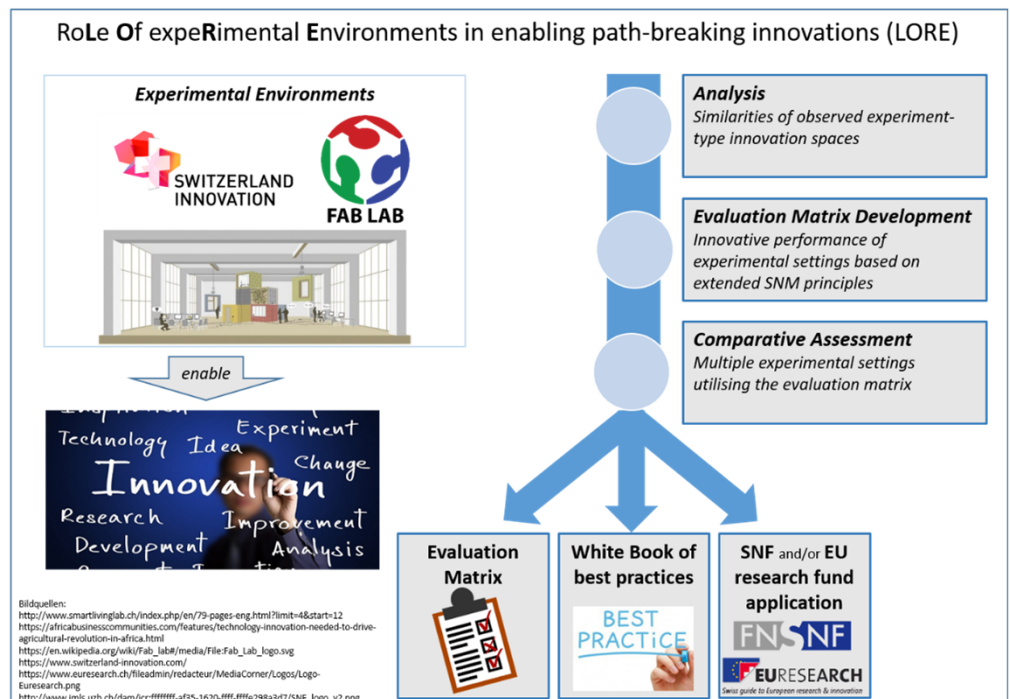 RoLe Of expeRimental Environments in enabling path-breaking innovations (LORE)
Experimental Environments
SWITZERLAND
INNOVATION
FAB LAB
enable
Technology
Idea
Experiment
Innovation
Change
Research
Improvement
Development
Analysis
Bildquellen:
http://www.smartlivinglab.ch/index.php/en/79-pages-eng.html?limit=4&start=12
https://africabusinesscommunities.com/features/technology-innovation-needed-to-drive-
agricultural-revolution-in-africa.html
https://en.wikipedia.org/wiki/Fab_lab#/media/File:Fab_Lab_logo.svg
https://www.switzerland-innovation.com/
https://www.euresearch.ch/fileadmin/redacteur/MediaCorner/Logos/Logo-
Euresearch.png
Analysis
Similarities of observed experiment-
type innovation spaces
Evaluation Matrix Development
Innovative performance of
experimental settings based on
extended SNM principles
Comparative Assessment
Multiple experimental settings
utilising the evaluation matrix
Evaluation
Matrix
White Book of
best practices
BEST
PRACTiCE
SNF and/or EU
research fund
application
FNSNF
EURESEARCH
Swiss guide to European research & innovation